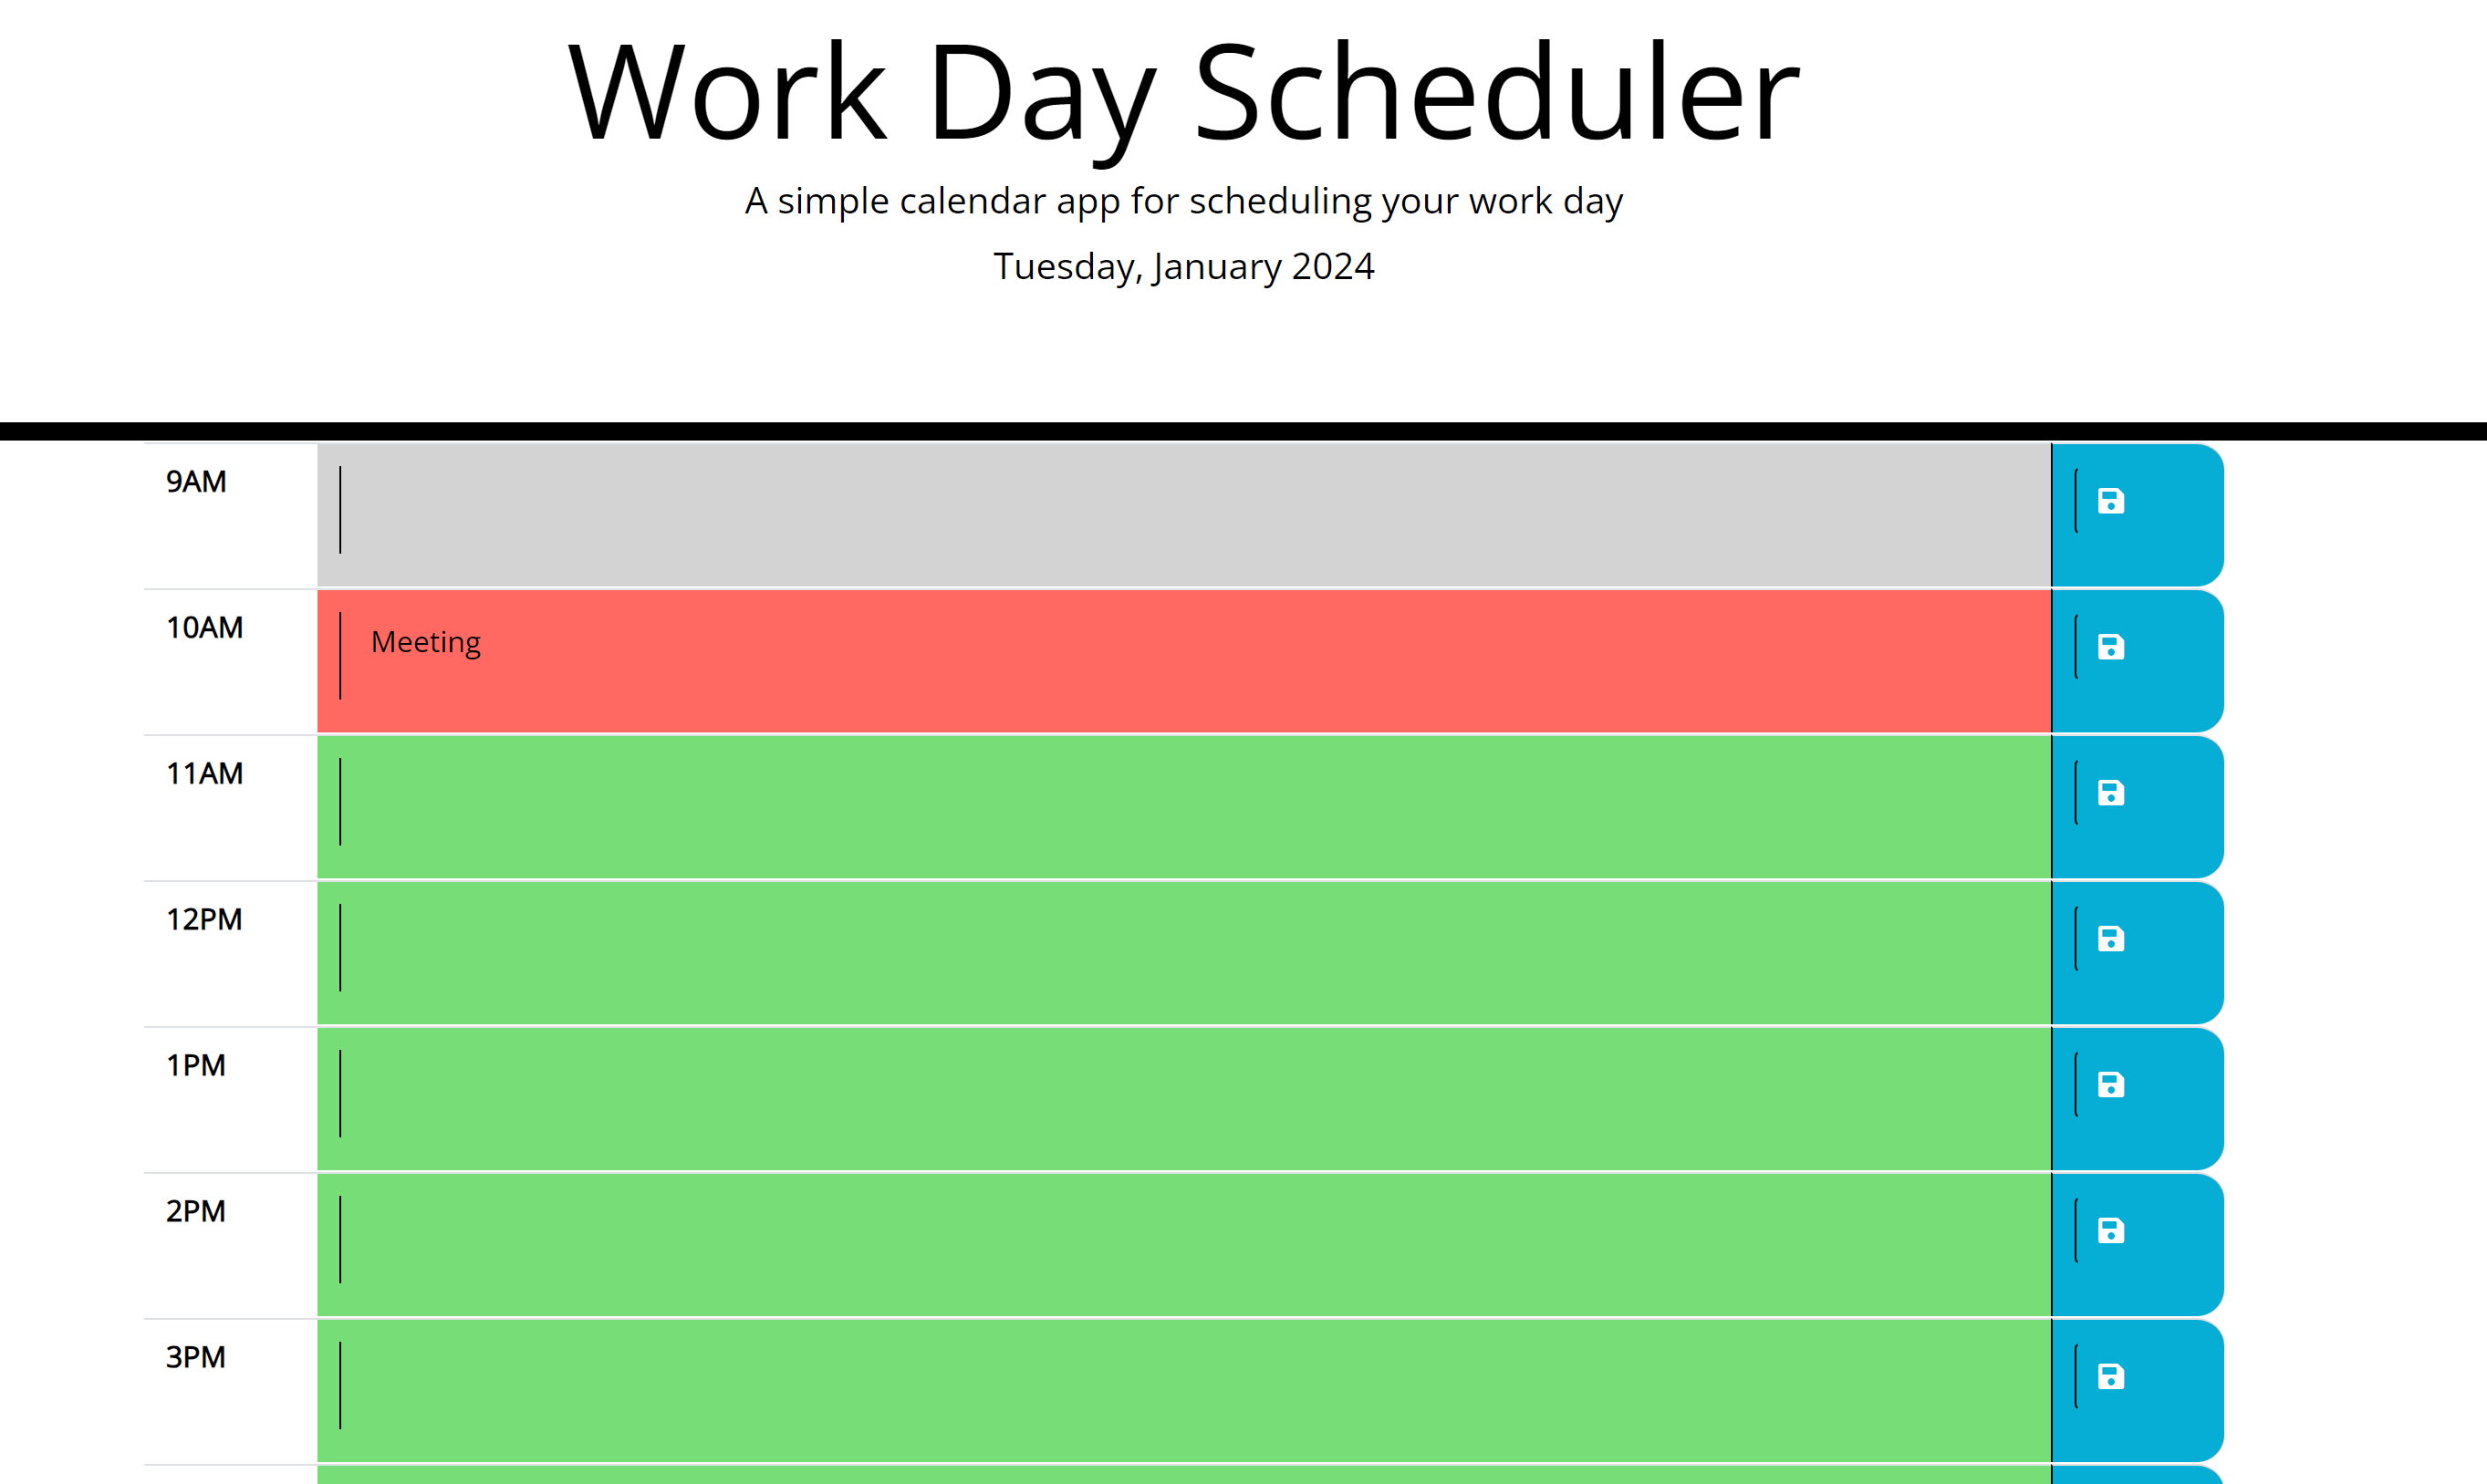 Work Day Scheduler
A simple calendar app for scheduling your work day
Tuesday, January 2024
9AM
10AM
Meeting
11AM
12PM
1PM
2PM
3PM